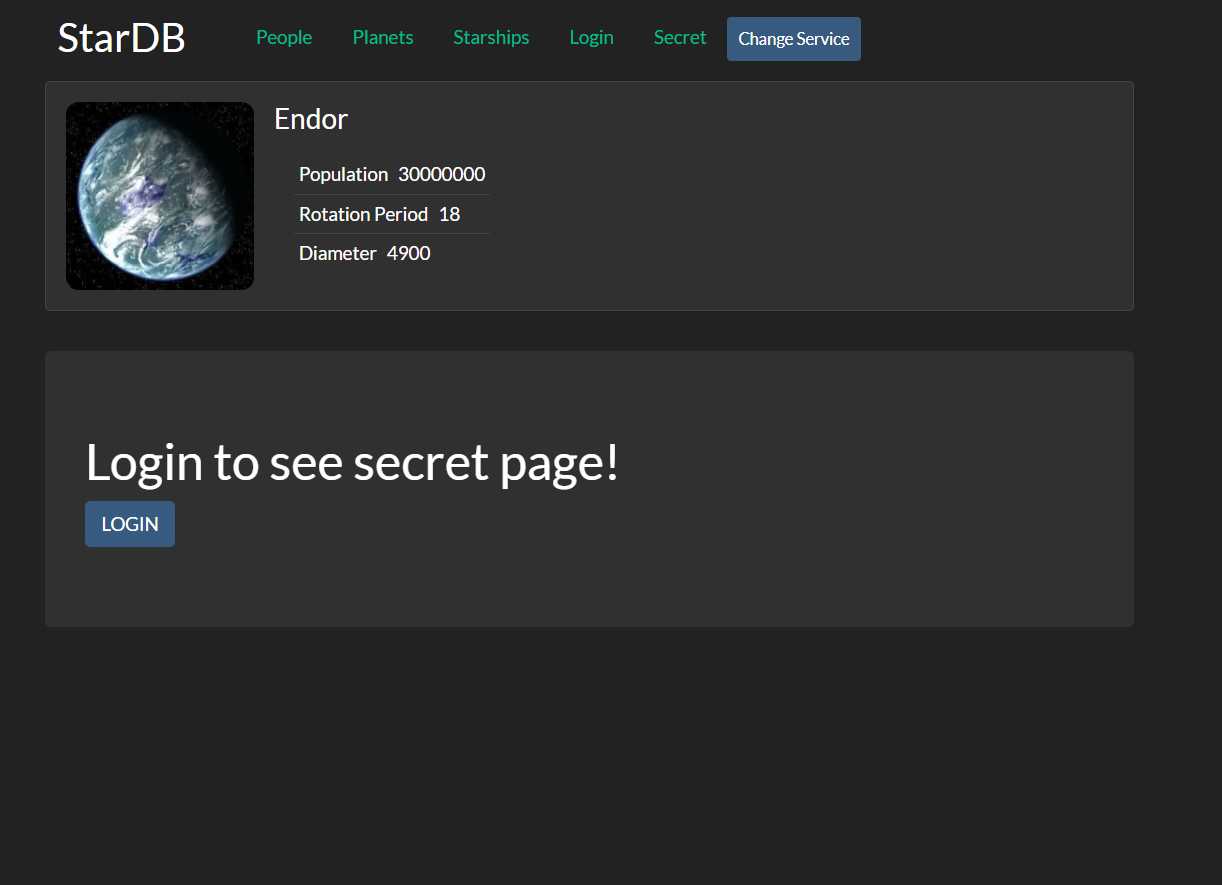 StarDB People Planets Starships Login Secret Change Service
Endor
Population 30000000
Rotation Period 18
Diameter 4900
Login to see secret page!
LOGIN